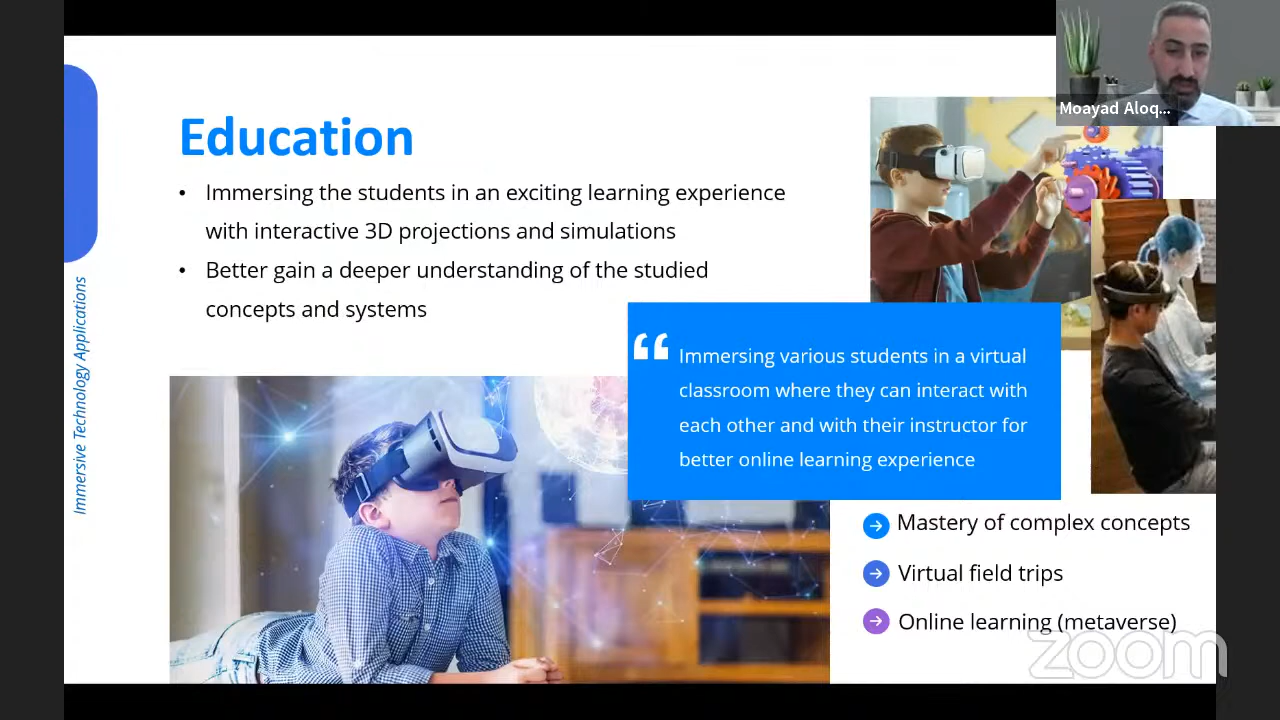 Moayad Aloq...
Education
• Immersing the students in an exciting learning experience
with interactive 3D projections and simulations
• Better gain a deeper understanding of the studied
concepts and systems
Immersive Technology Applications
“
Immersing various students in a virtual
classroom where they can interact with
each other and with their instructor for
better online learning experience
Mastery of complex concepts
Virtual field trips
Online learning (metaverse)
zoom